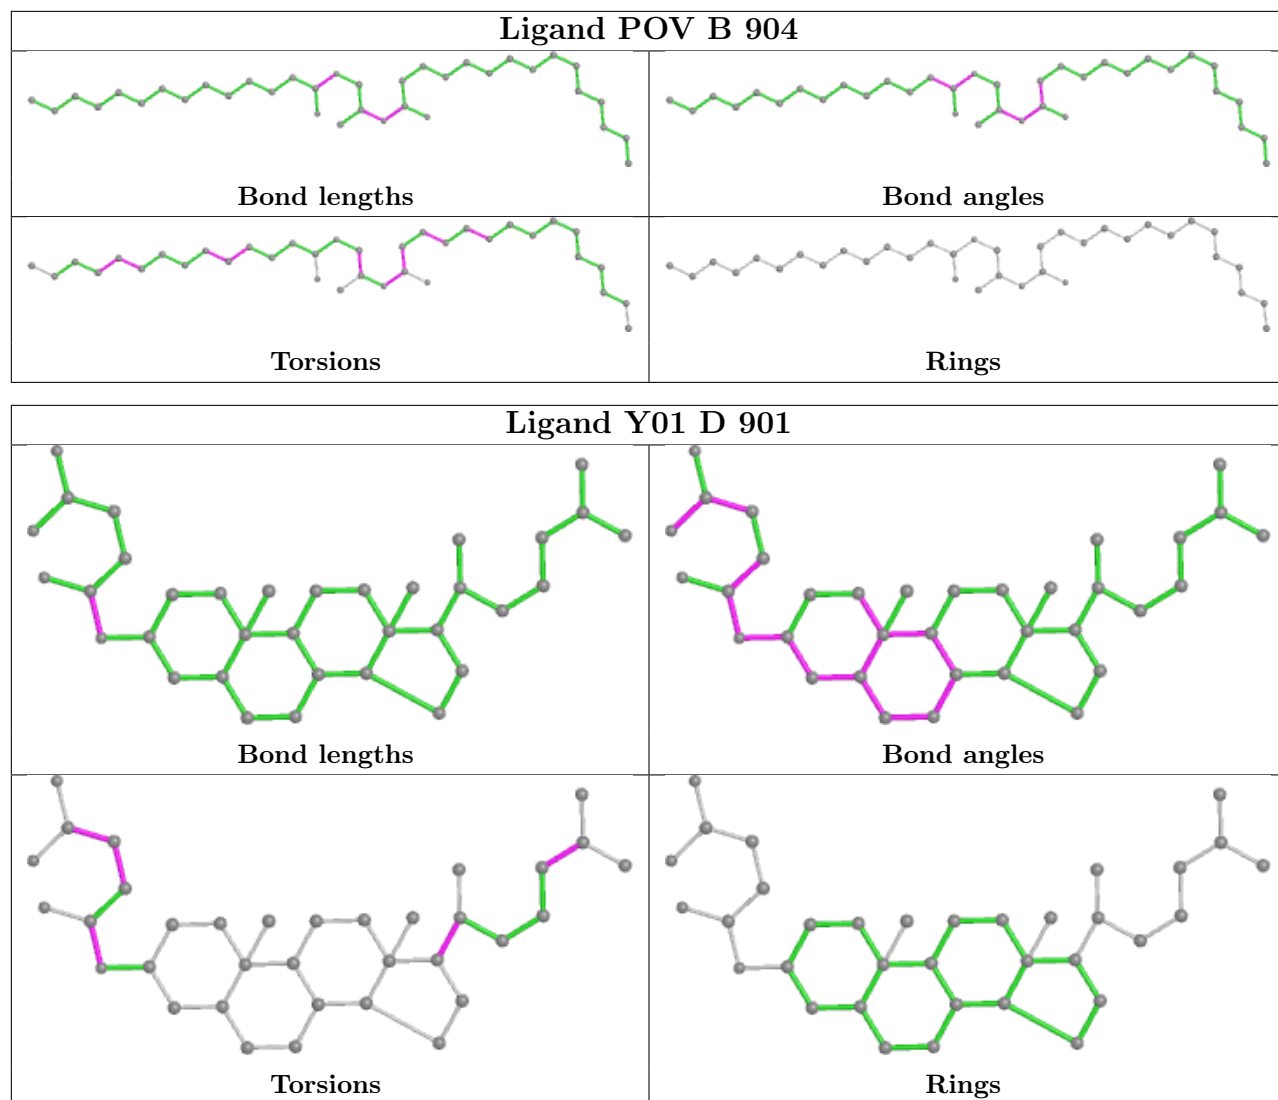 Ligand POV B 904
Bond lengths
Bond angles
Torsions
Rings
Ligand Y01 D 901
Bond lengths
Bond angles
Torsions
Rings